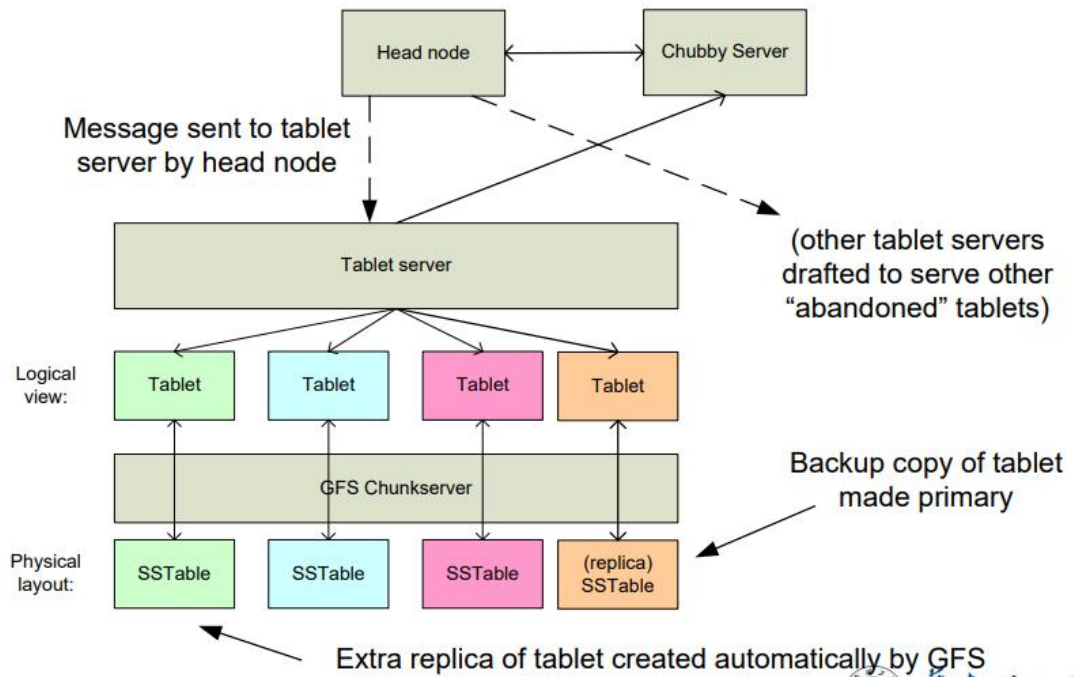 Head node
Chubby Server
Message sent to tablet
server by head node
(other tablet servers
drafted to serve other
“abandoned” tablets)
Tablet server
Logical
view:
Tablet
Tablet
Tablet
Tablet
GFS Chunkserver
Backup copy of tablet
made primary
Physical
layout:
SSTable
SSTable
SSTable
(replica)
SSTable
Extra replica of tablet created automatically by GFS